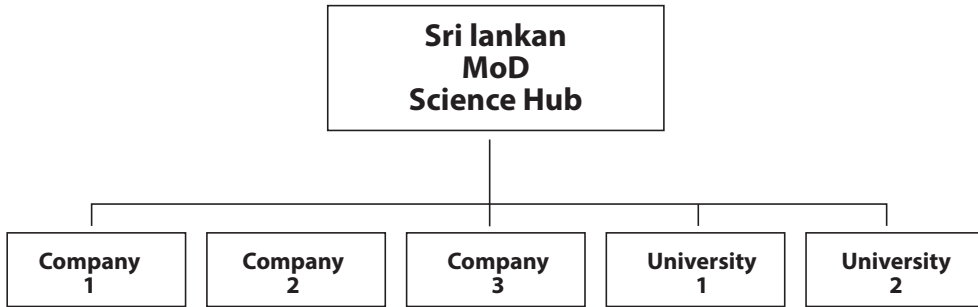 Sri lankan
MoD
Science Hub
Company
1
Company
2
Company
3
University
1
University
2